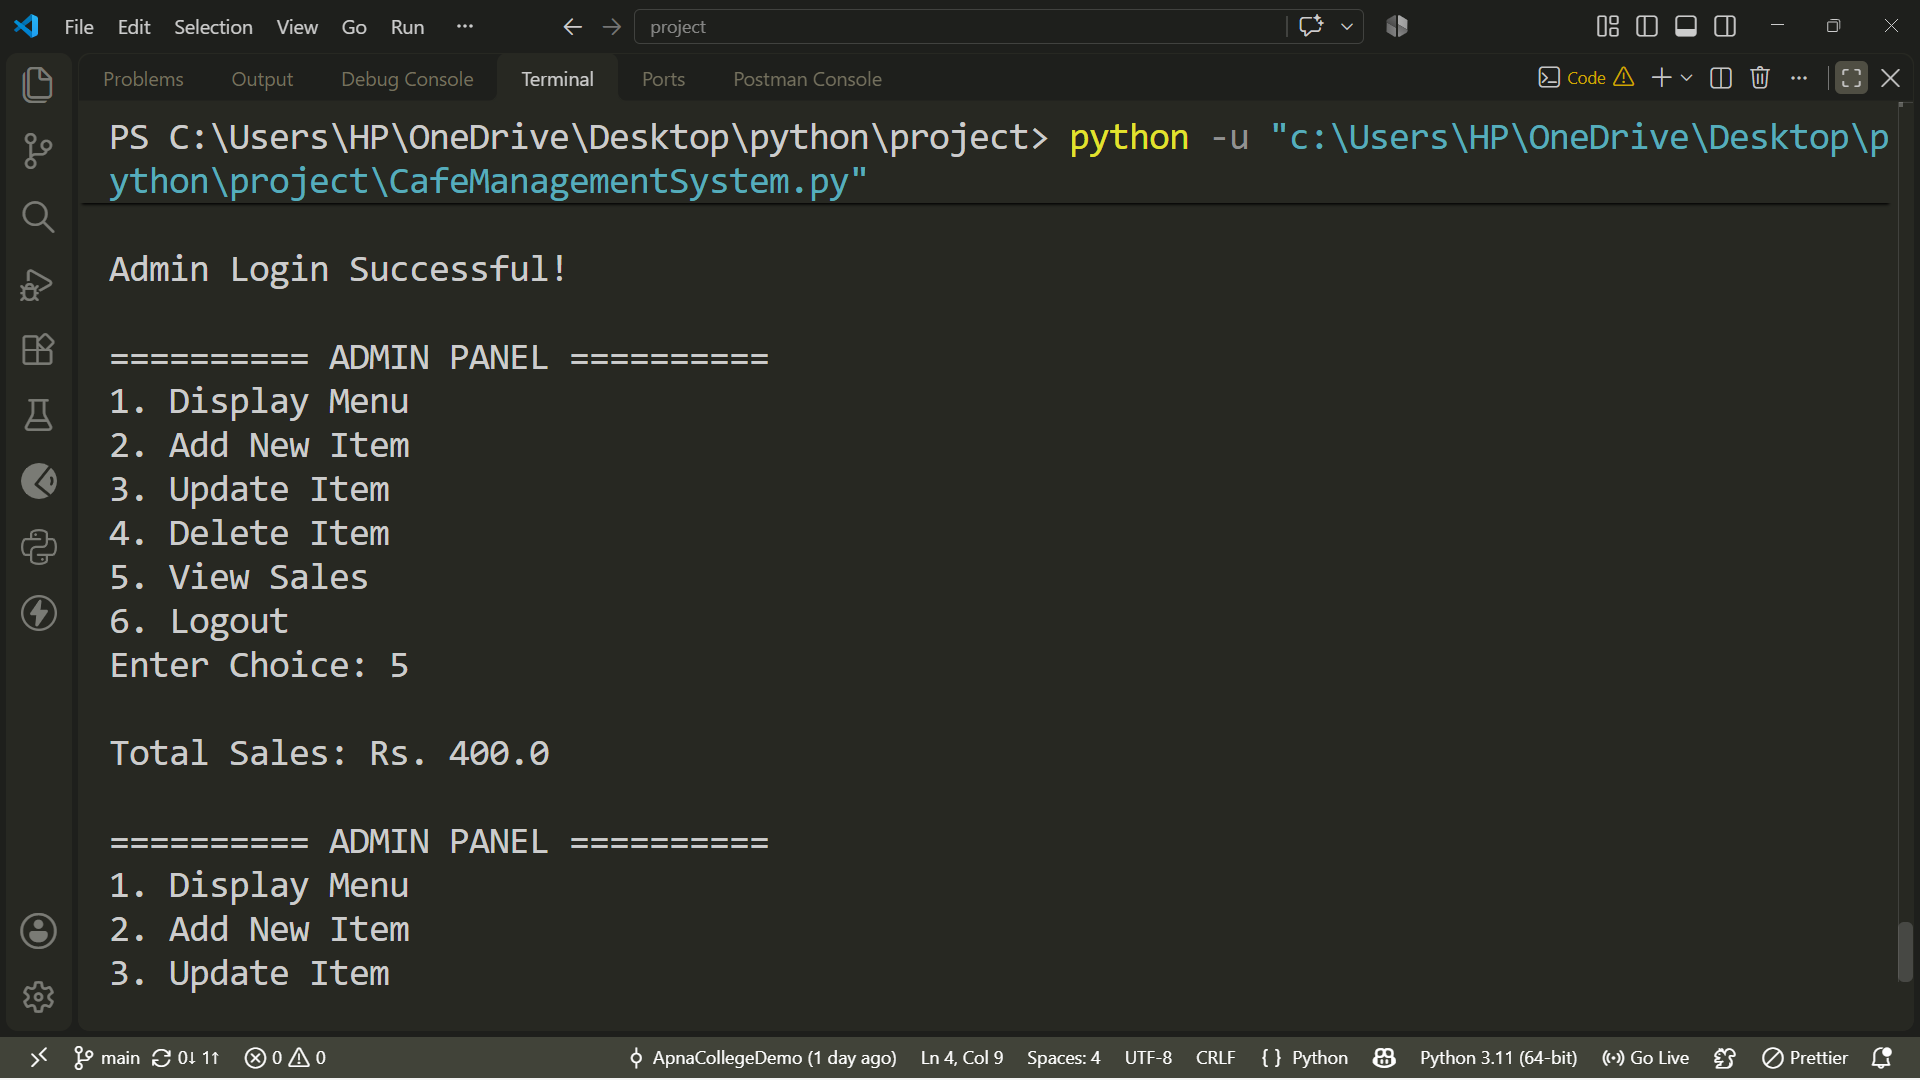 File Edit Selection View Go Run ...
project
Problems Output Debug Console Terminal Ports Postman Console
Code
PS C:\Users\HP\OneDrive\Desktop\python\project> python -u "c:\Users\HP\OneDrive\Desktop\p
ython\project\CafeManagementSystem.py"
Admin Login Successful!
========== ADMIN PANEL ==========
1. Display Menu
2. Add New Item
3. Update Item
4. Delete Item
5. View Sales
6. Logout
Enter Choice: 5
Total Sales: Rs. 400.0
========== ADMIN PANEL ==========
1. Display Menu
2. Add New Item
3. Update Item
main 0↓ 1↑ 0 0 ApnaCollegeDemo (1 day ago) Ln 4, Col 9 Spaces: 4 UTF-8 CRLF {} Python Python 3.11 (64-bit) Go Live Prettier